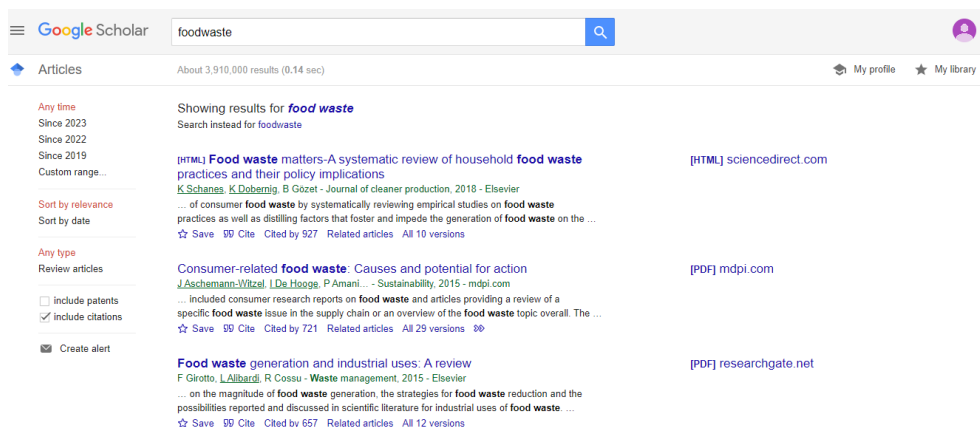 Google Scholar
foodwaste
Articles
About 3,910,000 results (0.14 sec)
My profile
My library
Any time
Since 2023
Since 2022
Since 2019
Custom range...
Sort by relevance
Sort by date
Any type
Review articles
include patents
include citations
Create alert
Showing results for food waste
Search instead for foodwaste
[HTML] Food waste matters-A systematic review of household food waste
practices and their policy implications
K Schanes, K Dobernig, B Gözet - Journal of cleaner production, 2018 - Elsevier
… of consumer food waste by systematically reviewing empirical studies on food waste
practices as well as distilling factors that foster and impede the generation of food waste on the …
Save Cite Cited by 927 Related articles All 10 versions
[HTML] sciencedirect.com
Consumer-related food waste: Causes and potential for action
J Aschemann-Witzel, I De Hooge, P Amani… - Sustainability, 2015 - mdpi.com
… included consumer research reports on food waste and articles providing a review of a
specific food waste issue in the supply chain or an overview of the food waste topic overall. The …
Save Cite Cited by 721 Related articles All 29 versions
[PDF] mdpi.com
Food waste generation and industrial uses: A review
F Girotto, L Alibardi, R Cossu - Waste management, 2015 - Elsevier
… on the magnitude of food waste generation, the strategies for food waste reduction and the
possibilities reported and discussed in scientific literature for industrial uses of food waste. …
Save Cite Cited by 657 Related articles All 12 versions
[PDF] researchgate.net